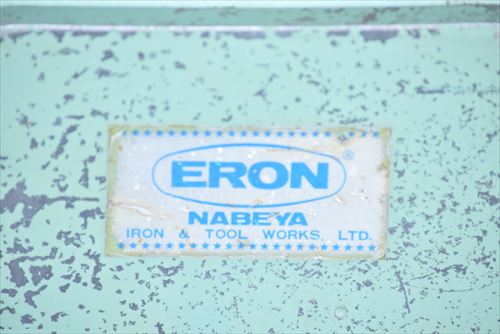 ERON®
NABEYA
IRON & TOOL WORKS, LTD.